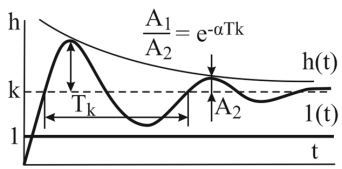 h
A₁/A₂ = e^-αTk
h(t)
k
Tₖ
A₂
1(t)
1
t